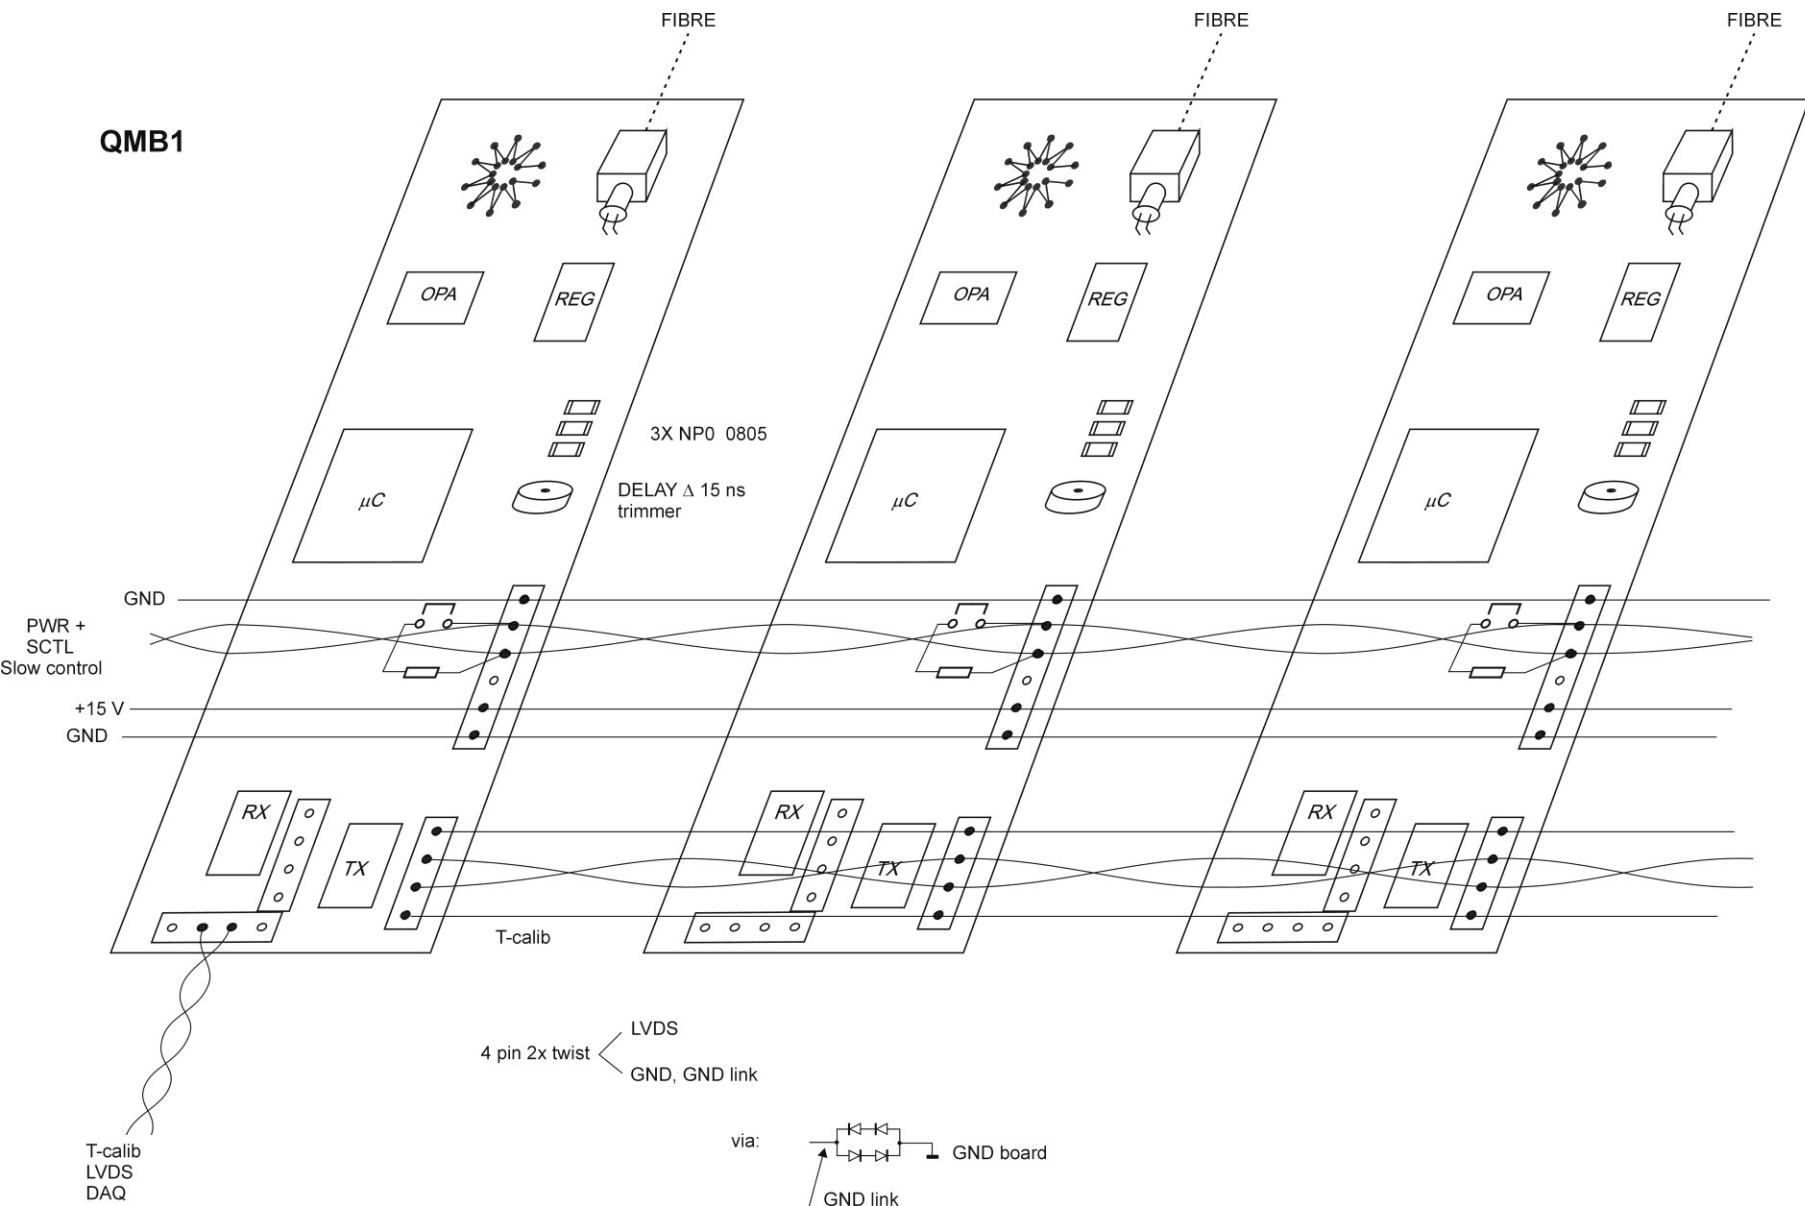 FIBRE
FIBRE
FIBRE
QMB1
OPA
REG
OPA
REG
OPA
REG
3X NP0 0805
µC
DELAY Δ 15 ns
trimmer
µC
µC
GND
PWR +
SCTL
Slow control
+15 V
GND
RX
TX
RX
TX
RX
TX
T-calib
LVDS
4 pin 2x twist
GND, GND link
via:
GND board
GND link
T-calib
LVDS
DAQ